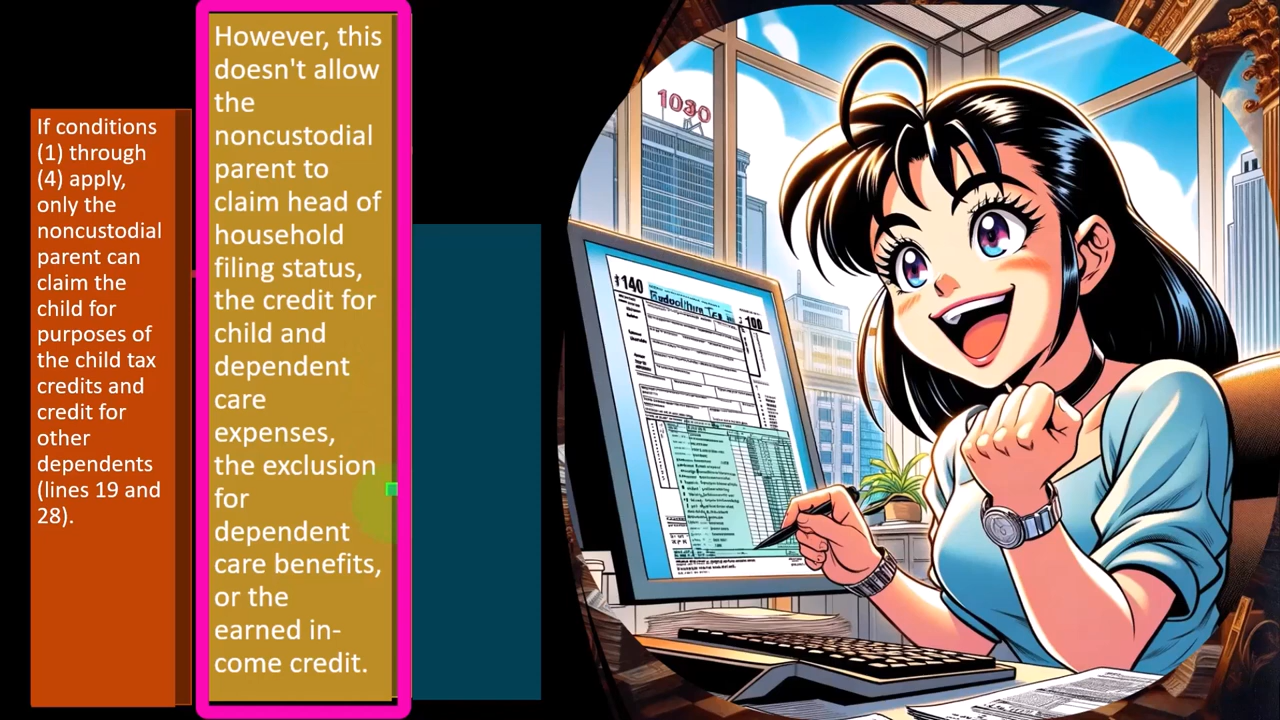 If conditions
(1) through
(4) apply,
only the
noncustodial
parent can
claim the
child for
purposes of
the child tax
credits and
credit for
other
dependents
(lines 19 and
28).
However, this
doesn't allow
the
noncustodial
parent to
claim head of
household
filing status,
the credit for
child and
dependent
care
expenses,
the exclusion
for
dependent
care benefits,
or the
earned in-
come credit.
1030
140
100